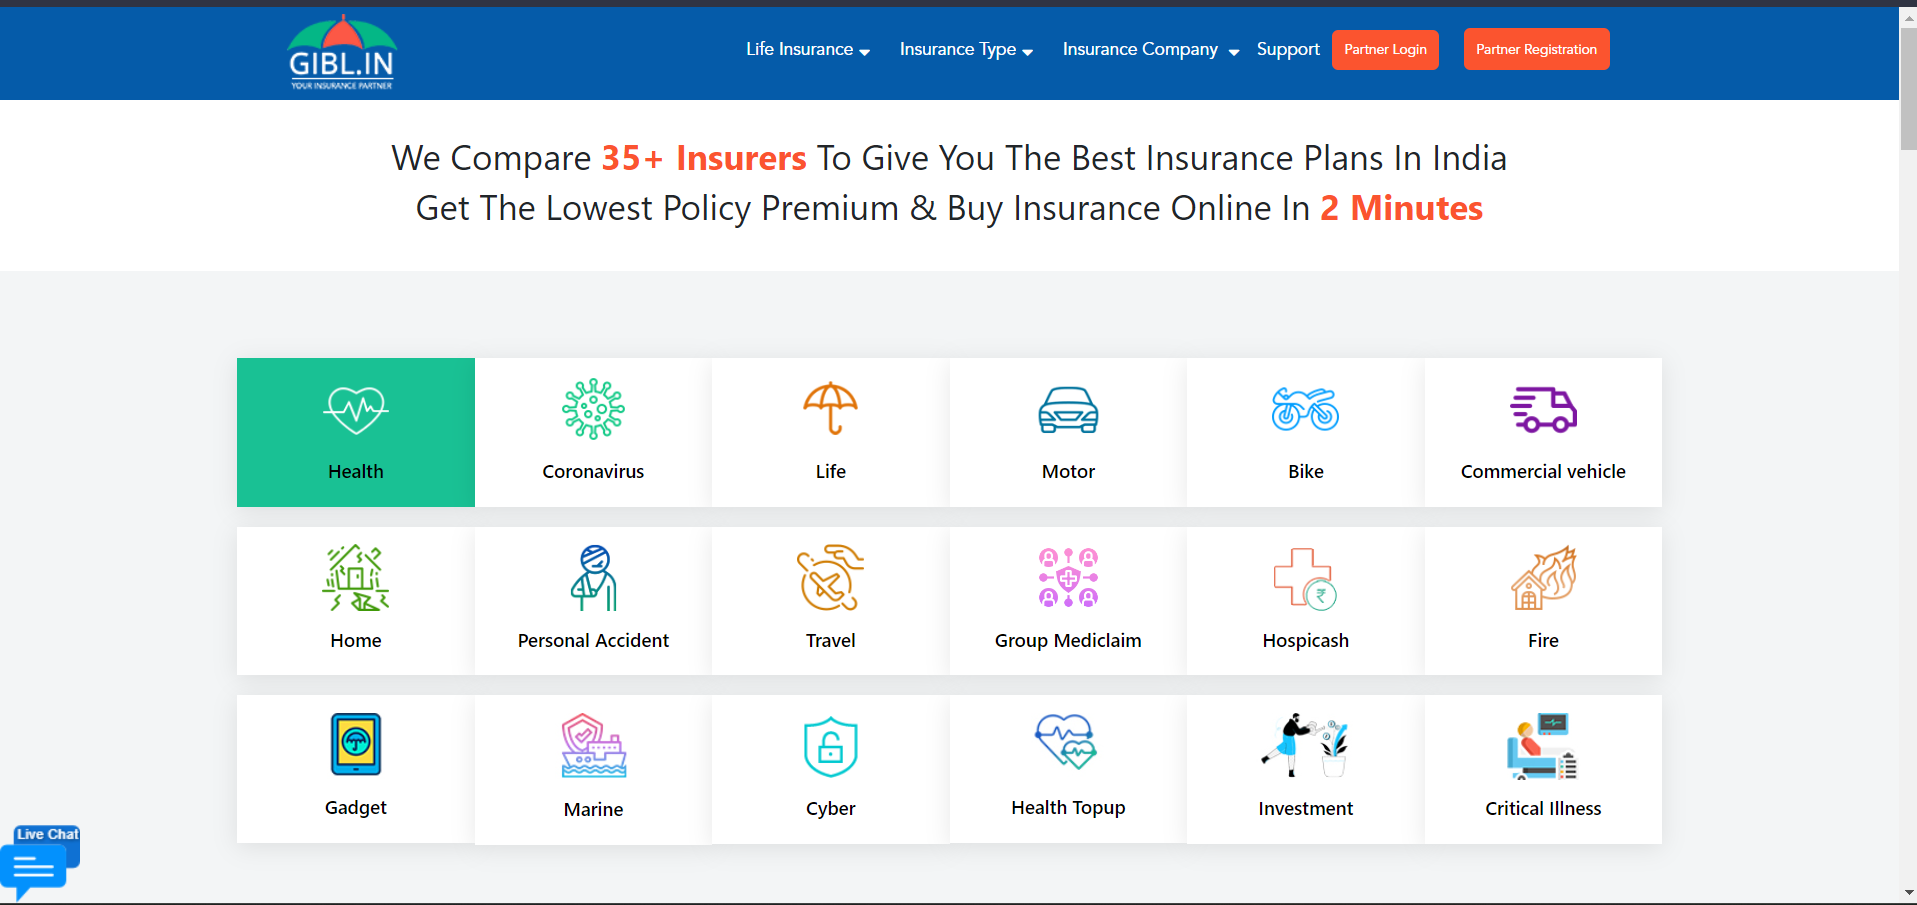 GIBL.IN
YOUR INSURANCE PARTNER
Life Insurance
Insurance Type
Insurance Company
Support
Partner Login
Partner Registration
We Compare 35+ Insurers To Give You The Best Insurance Plans In India
Get The Lowest Policy Premium & Buy Insurance Online In 2 Minutes
Health
Coronavirus
Life
Motor
Bike
Commercial vehicle
₹
Home
Personal Accident
Travel
Group Mediclaim
Hospicash
Fire
Gadget
Marine
Cyber
Health Topup
Investment
Critical Illness
Live Chat